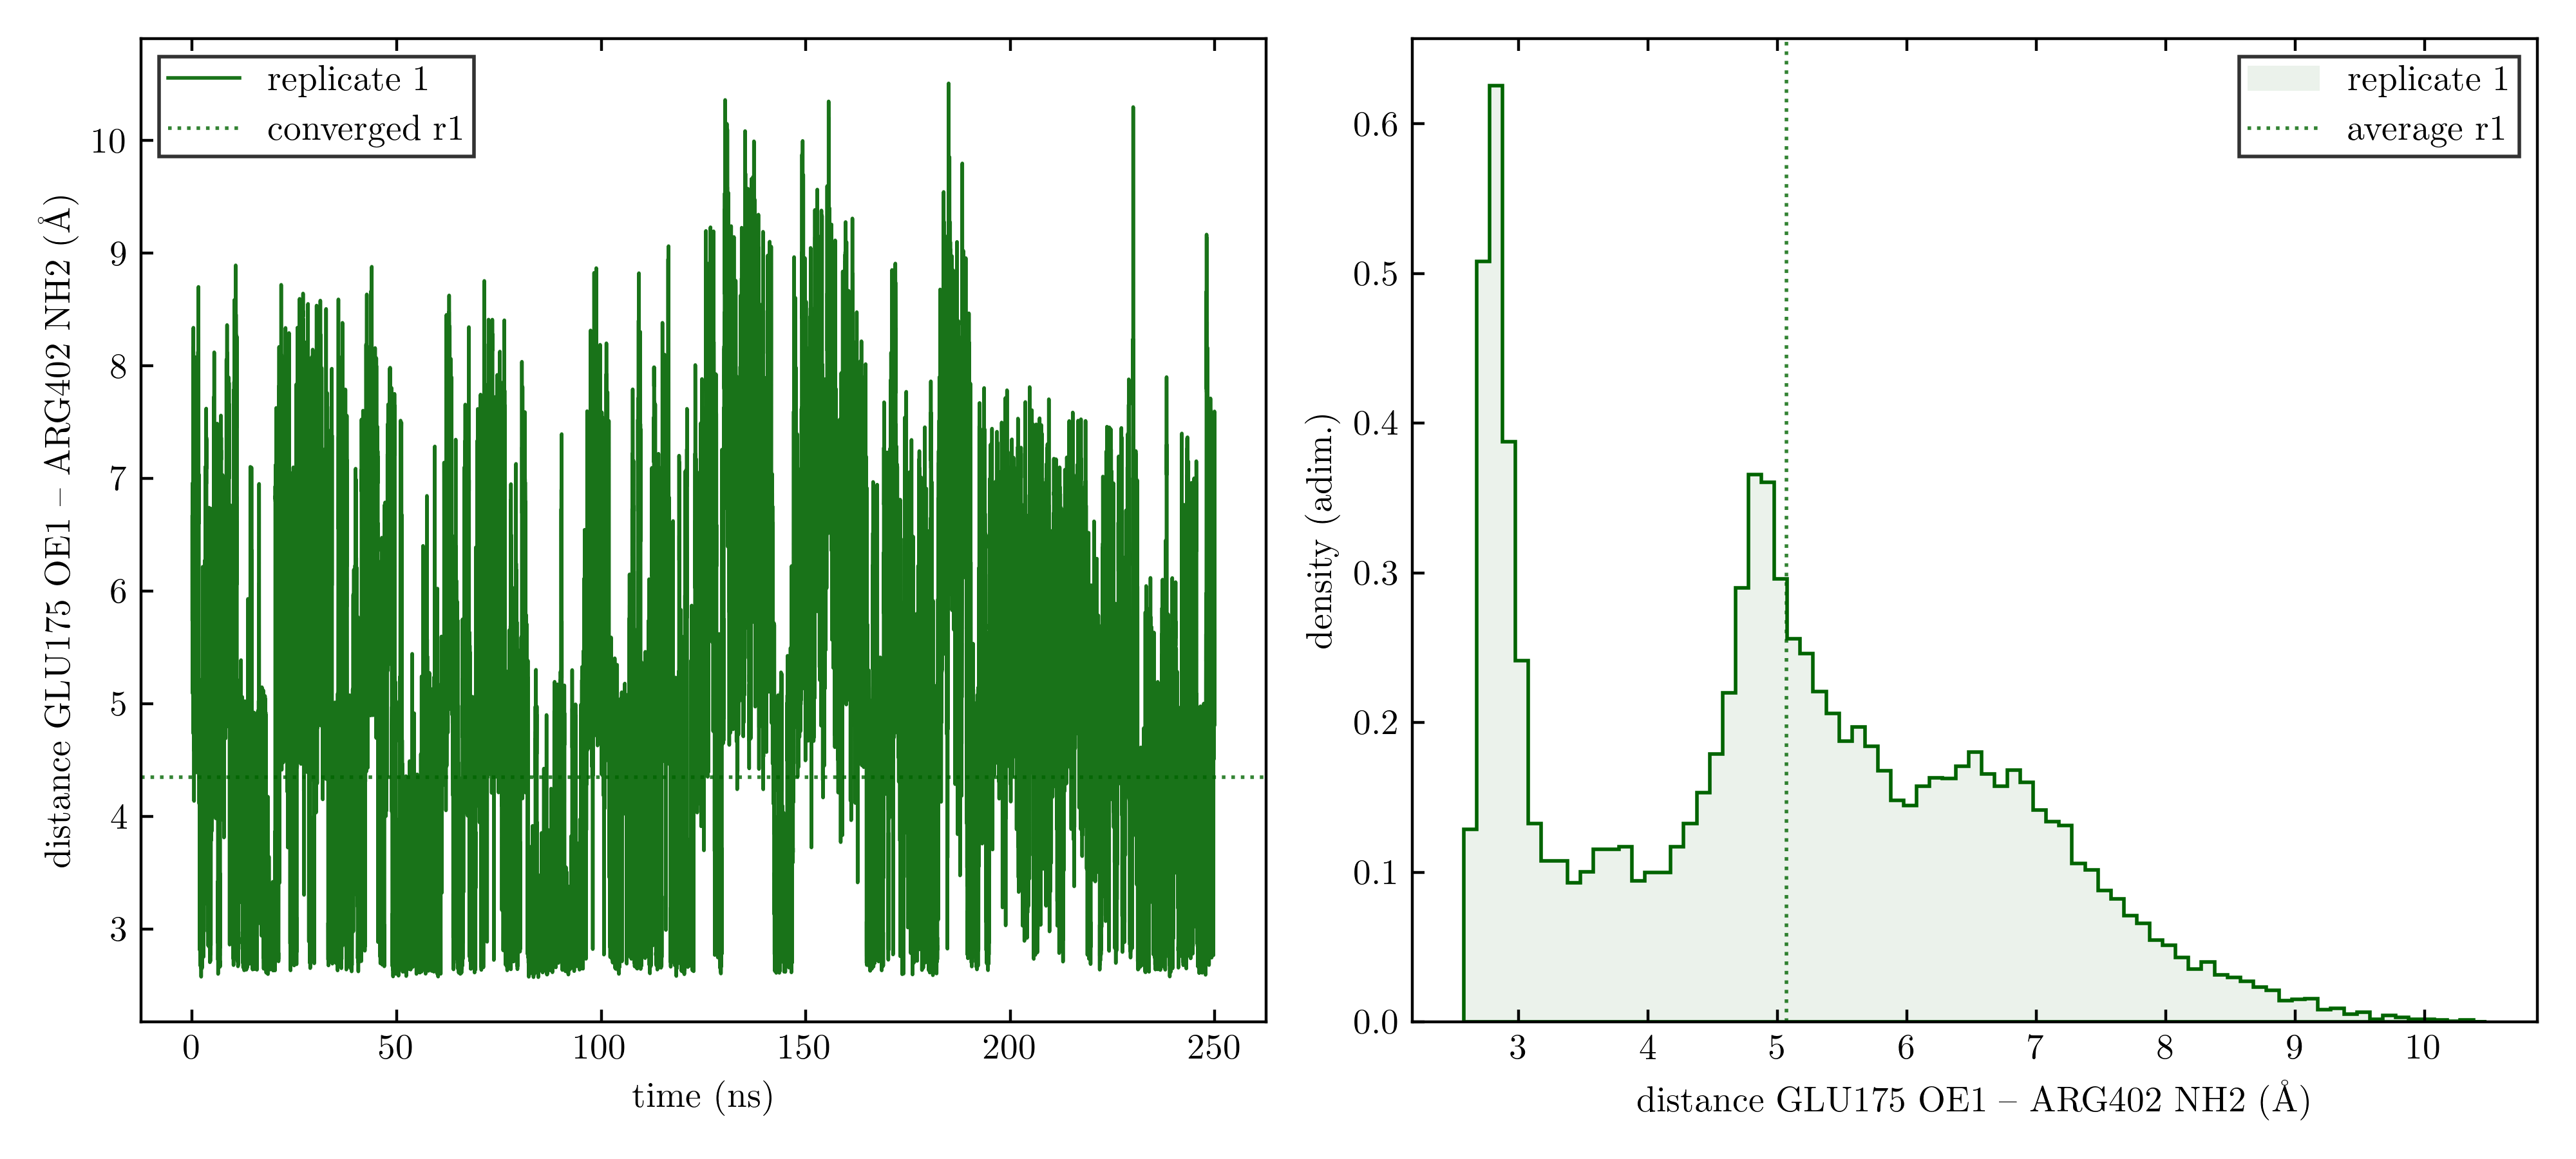 replicate 1
converged r1
10
9
8
7
6
5
4
3
distance GLU175 OE1 – ARG402 NH2 (Å)
0 50 100 150 200 250
time (ns)
replicate 1
average r1
0.6
0.5
0.4
0.3
0.2
0.1
0.0
density (adim.)
3 4 5 6 7 8 9 10
distance GLU175 OE1 – ARG402 NH2 (Å)